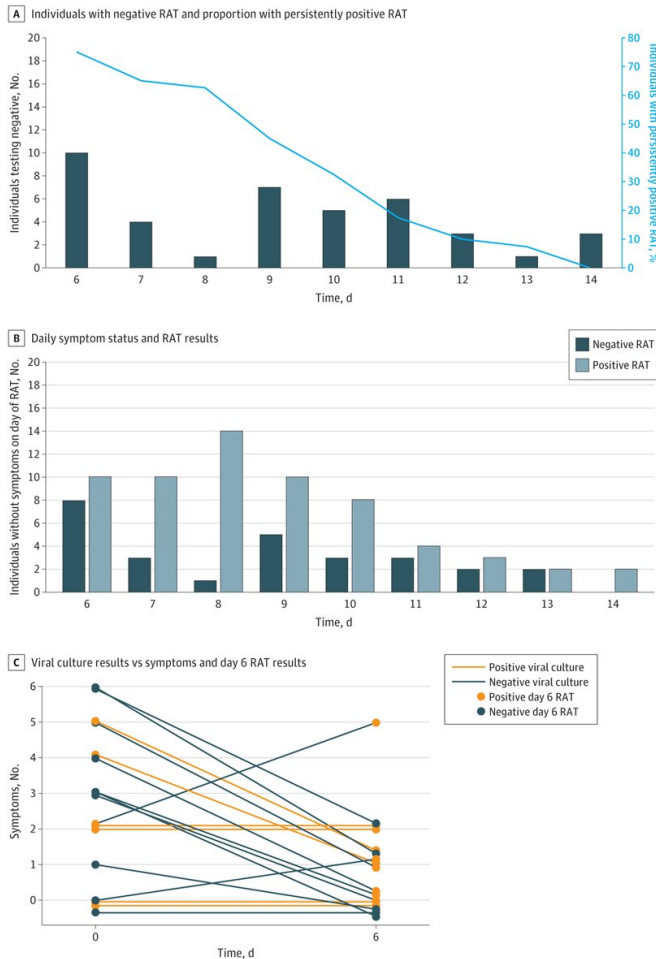 A Individuals with negative RAT and proportion with persistently positive RAT
20
18
16
14
12
10
8
6
4
2
0
Individuals testing negative, No.
80
70
60
50
40
30
20
10
0
Individuals with persistently positive RAT, %
6 7 8 9 10 11 12 13 14
Time, d
B Daily symptom status and RAT results
Negative RAT
Positive RAT
20
18
16
14
12
10
8
6
4
2
0
Individuals without symptoms on day of RAT, No.
6 7 8 9 10 11 12 13 14
Time, d
C Viral culture results vs symptoms and day 6 RAT results
Positive viral culture
Negative viral culture
Positive day 6 RAT
Negative day 6 RAT
6
5
4
3
2
1
0
Symptoms, No.
0 6
Time, d